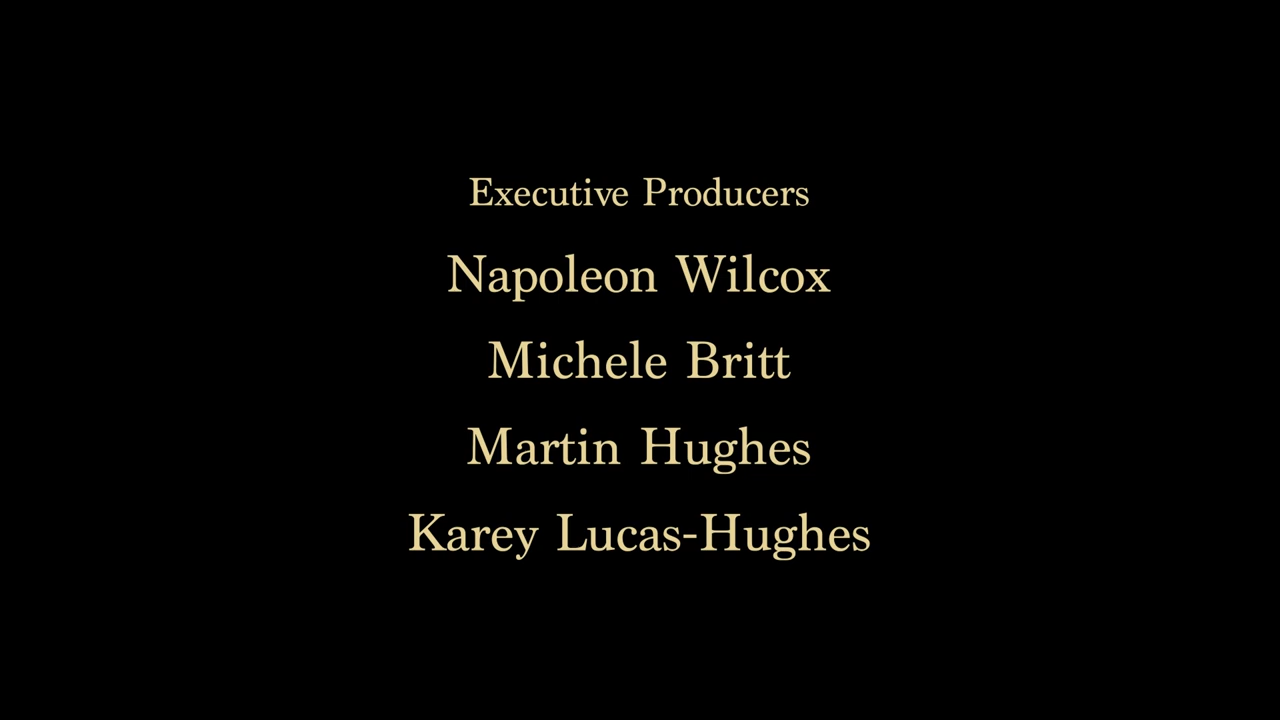 Executive Producers
Napoleon Wilcox
Michele Britt
Martin Hughes
Karey Lucas-Hughes